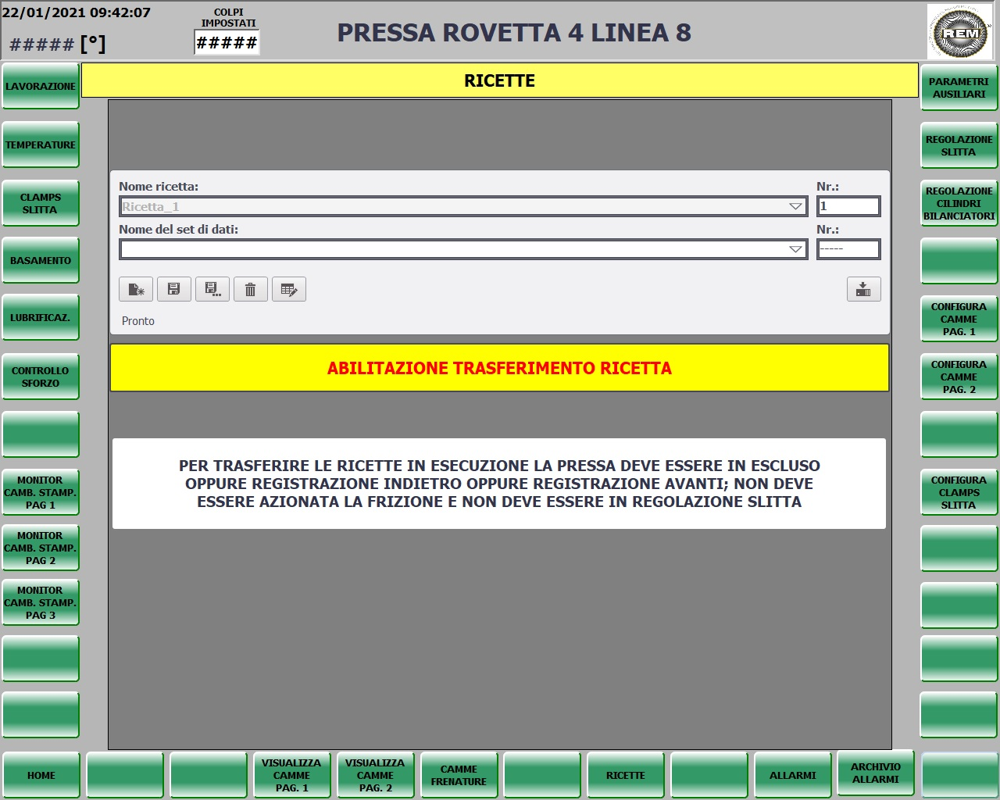 22/01/2021 09:42:07
##### [°]
COLPI
IMPOSTATI
#####
PRESSA ROVETTA 4 LINEA 8
REM
»
RICETTE
LAVORAZIONE
TEMPERATURE
CLAMPS
SLITTA
BASAMENTO
LUBRIFICAZ.
CONTROLLO
SFORZO
MONITOR
CAMB. STAMP.
PAG 1
MONITOR
CAMB. STAMP.
PAG 2
MONITOR
CAMB. STAMP.
PAG 3
Nome ricetta:
Nr.:
Ricetta_1
1
Nome del set di dati:
Nr.:
-----
Pronto
ABILITAZIONE TRASFERIMENTO RICETTA
PER TRASFERIRE LE RICETTE IN ESECUZIONE LA PRESSA DEVE ESSERE IN ESCLUSO
OPPURE REGISTRAZIONE INDIETRO OPPURE REGISTRAZIONE AVANTI; NON DEVE
ESSERE AZIONATA LA FRIZIONE E NON DEVE ESSERE IN REGOLAZIONE SLITTA
PARAMETRI
AUSILIARI
REGOLAZIONE
SLITTA
REGOLAZIONE
CILINDRI
BILANCIATORI
CONFIGURA
CAMME
PAG. 1
CONFIGURA
CAMME
PAG. 2
CONFIGURA
CLAMPS
SLITTA
HOME
VISUALIZZA
CAMME
PAG. 1
VISUALIZZA
CAMME
PAG. 2
CAMME
FRENATURE
RICETTE
ALLARMI
ARCHIVIO
ALLARMI